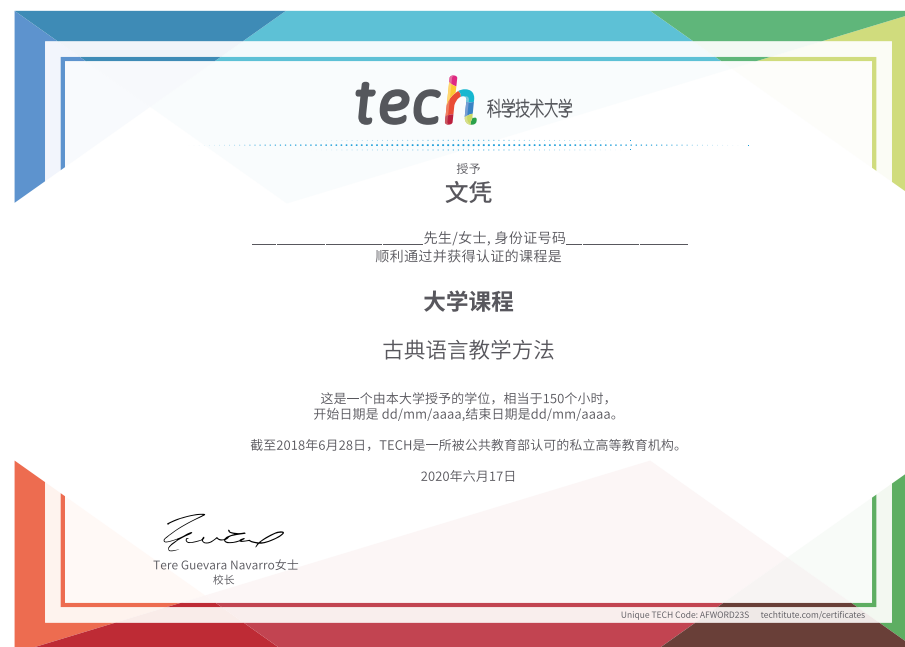 tech 科学技术大学
授予
文凭
______________________先生/女士, 身份证号码________________
顺利通过并获得认证的课程是
大学课程
古典语言教学方法
这是一个由本大学授予的学位，相当于150个小时，
开始日期是 dd/mm/aaaa,结束日期是dd/mm/aaaa。
截至2018年6月28日，TECH是一所被公共教育部认可的私立高等教育机构。
2020年六月17日
Tere Guevara Navarro女士
校长
Unique TECH Code: AFWORD23S techtitute.com/certificates